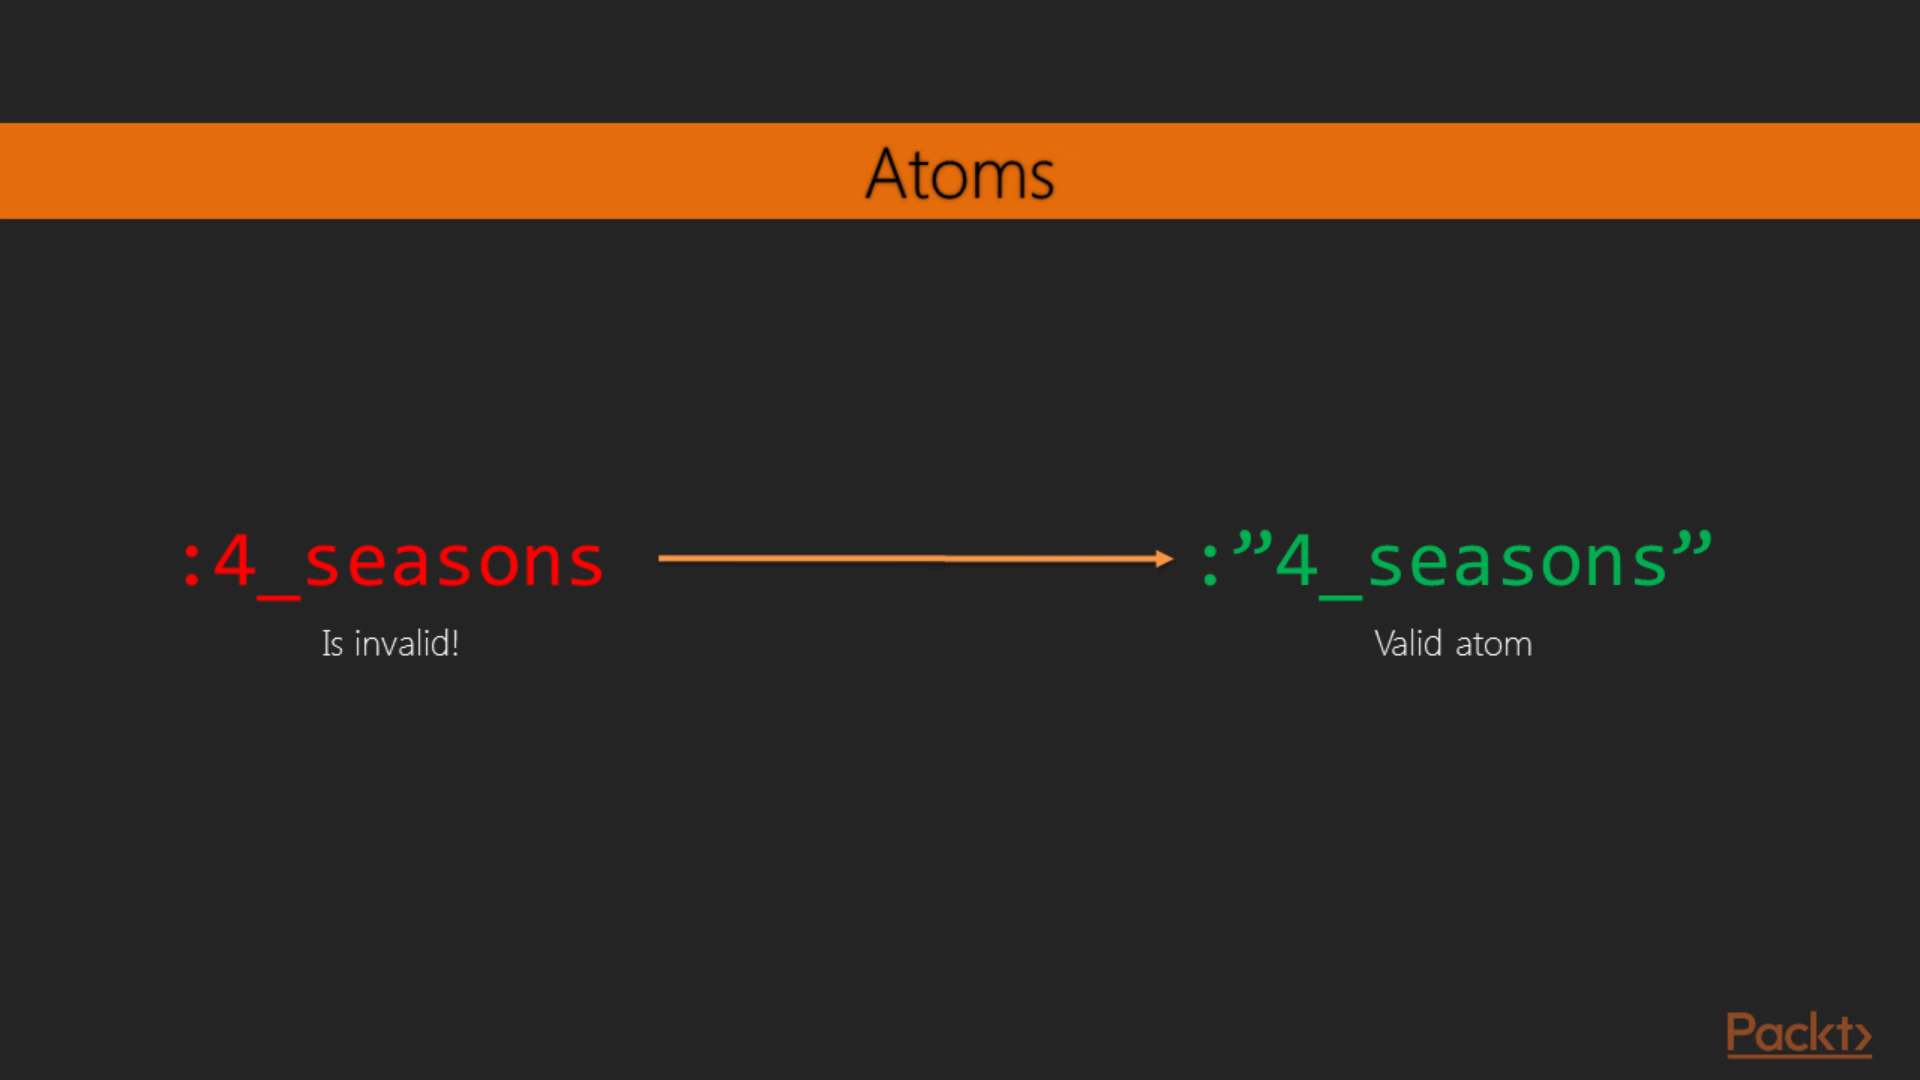 Atoms
:4_seasons
Is invalid!
:”4_seasons”
Valid atom
Packt>